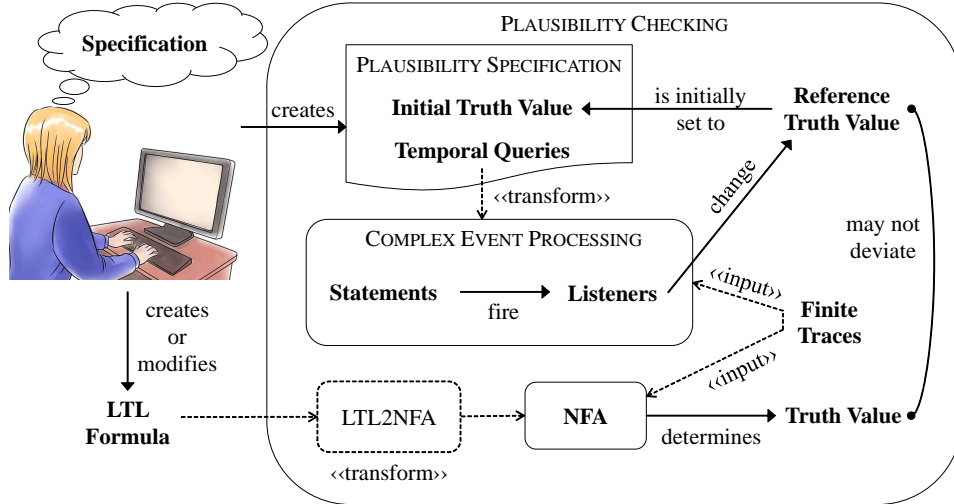 PLAUSIBILITY CHECKING
Specification
PLAUSIBILITY SPECIFICATION
Initial Truth Value
Temporal Queries
creates
is initially
set to
Reference
Truth Value
‹‹transform››
change
may not
deviate
COMPLEX EVENT PROCESSING
Statements
fire
Listeners
‹‹input››
Finite
Traces
‹‹input››
creates
or
modifies
LTL
Formula
LTL2NFA
‹‹transform››
NFA
determines
Truth Value